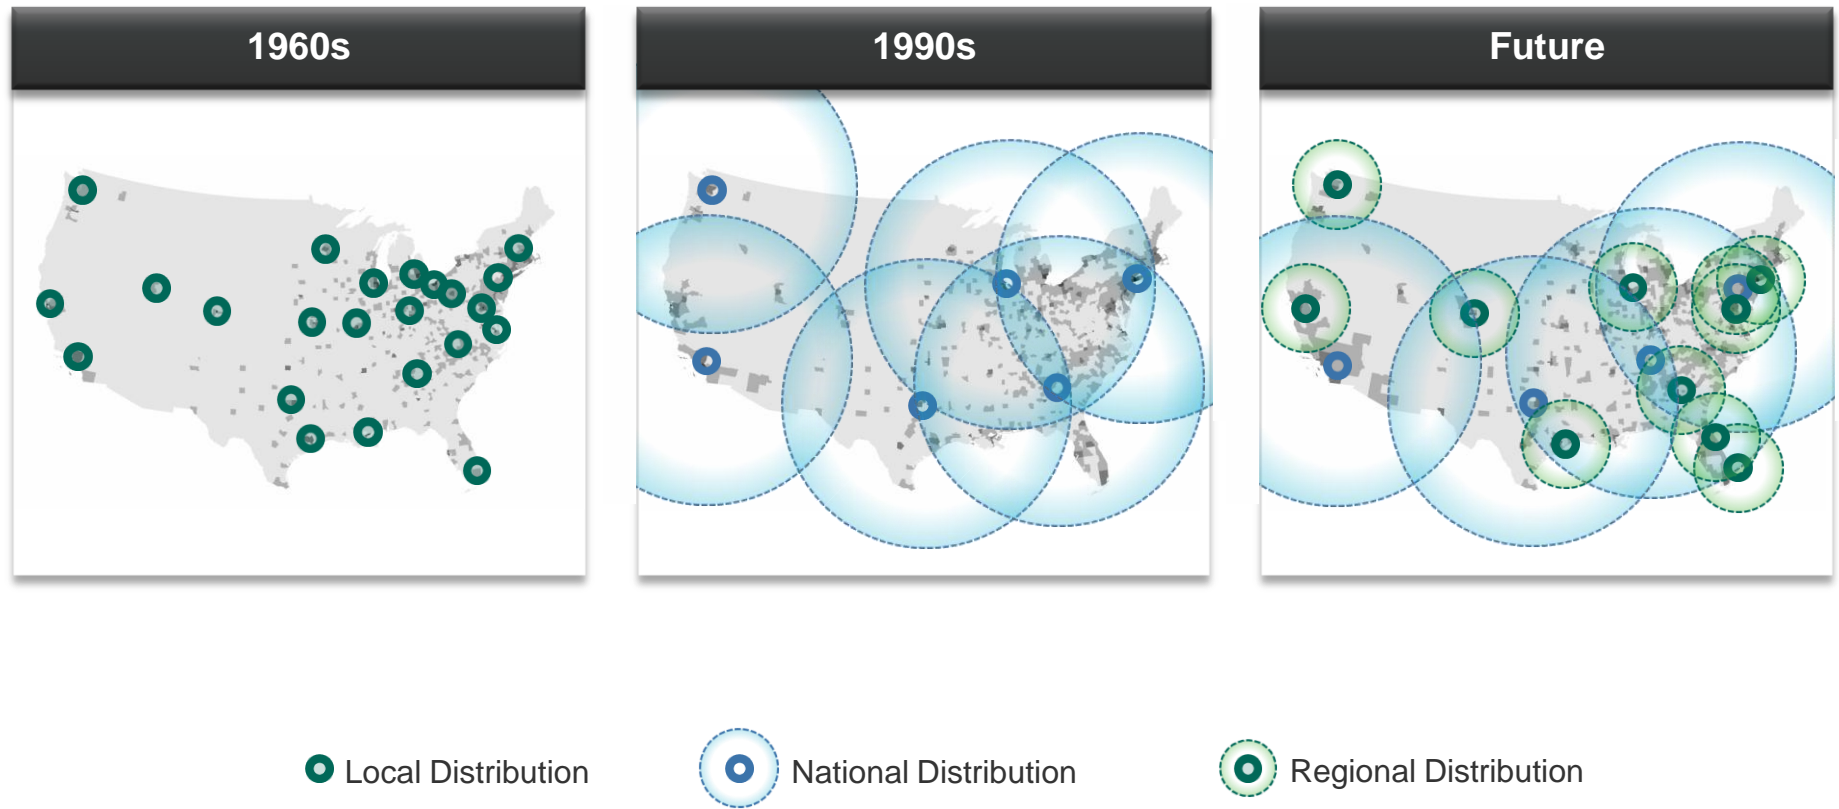 1960s
1990s
Future
Local Distribution
National Distribution
Regional Distribution